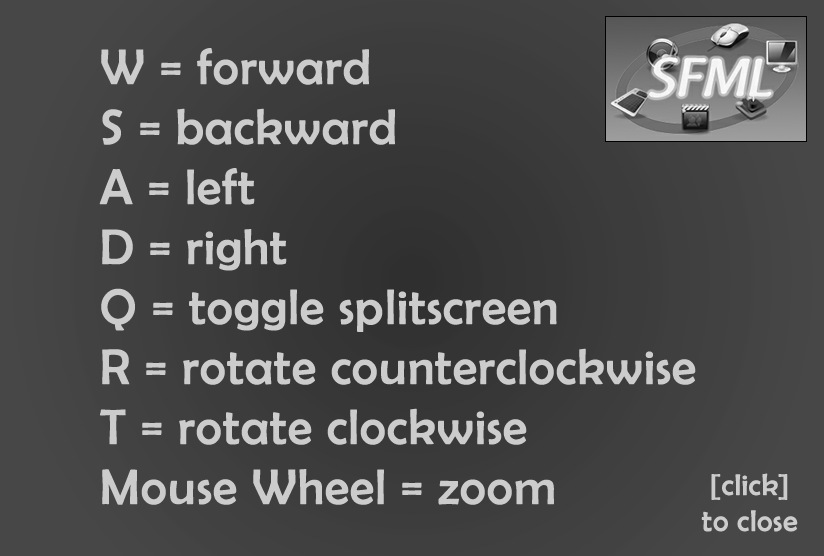 W = forward
SFML
S = backward
A = left
D = right
Q = toggle splitscreen
R = rotate counterclockwise
T = rotate clockwise
Mouse Wheel = zoom
[click]
to close